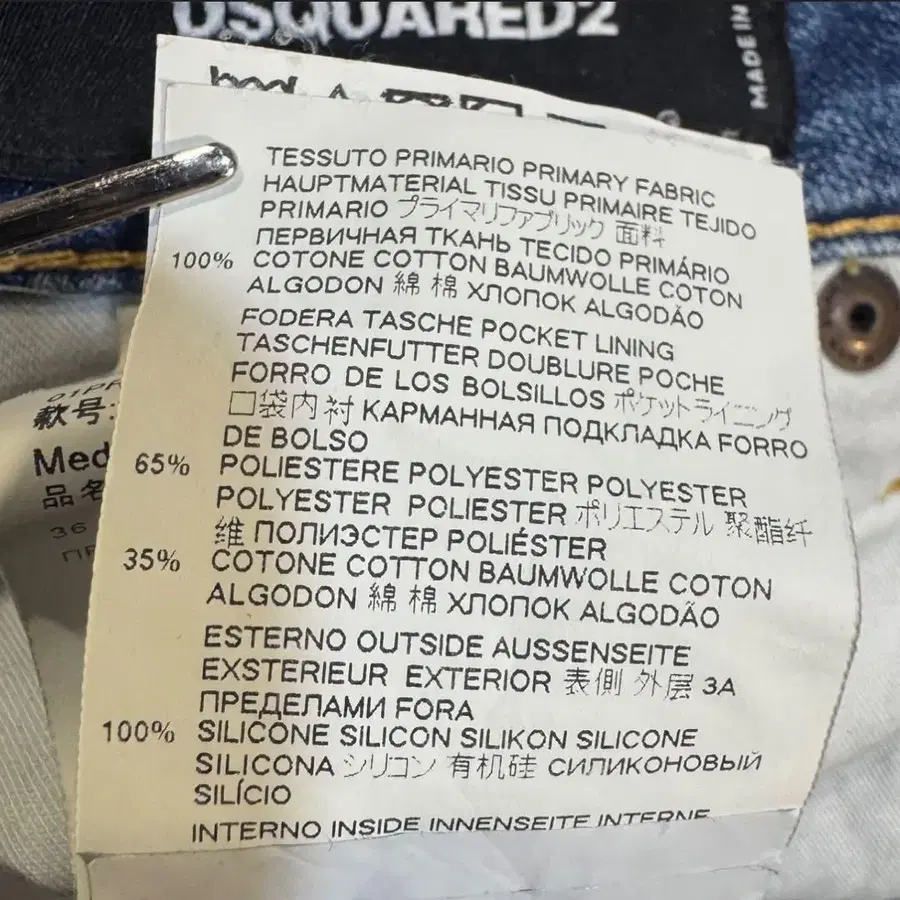 DSQUARED2
MADE IN
TESSUTO PRIMARIO PRIMARY FABRIC
HAUPTMATERIAL TISSU PRIMAIRE TEJIDO
PRIMARIO プライマリファブリック 面料
ПЕРВИЧНАЯ ТКАНЬ TECIDO PRIMÁRIO
100% COTONE COTTON BAUMWOLLE COTON
ALGODON 綿 棉 ХЛОПОК ALGODÃO
FODERA TASCHE POCKET LINING
TASCHENFUTTER DOUBLURE POCHE
FORRO DE LOS BOLSILLOS ポケットライニング
口袋内衬 КАРМАННАЯ ПОДКЛАДКА FORRO
DE BOLSO
65% POLIESTERE POLYESTER POLYESTER
POLYESTER POLIESTER ポリエステル 聚酯纤
维 ПОЛИЭСТЕР POLIÉSTER
35% COTONE COTTON BAUMWOLLE COTON
ALGODON 綿 棉 ХЛОПОК ALGODÃO
ESTERNO OUTSIDE AUSSENSEITE
EXSTERIEUR EXTERIOR 表側 外层 ЗА
ПРЕДЕЛАМИ FORA
100% SILICONE SILICON SILIKON SILICONE
SILICONA シリコン 有机硅 СИЛИКОНОВЫЙ
SILÍCIO
INTERNO INSIDE INNENSEITE INTERNE
款号:
Med
品名
36